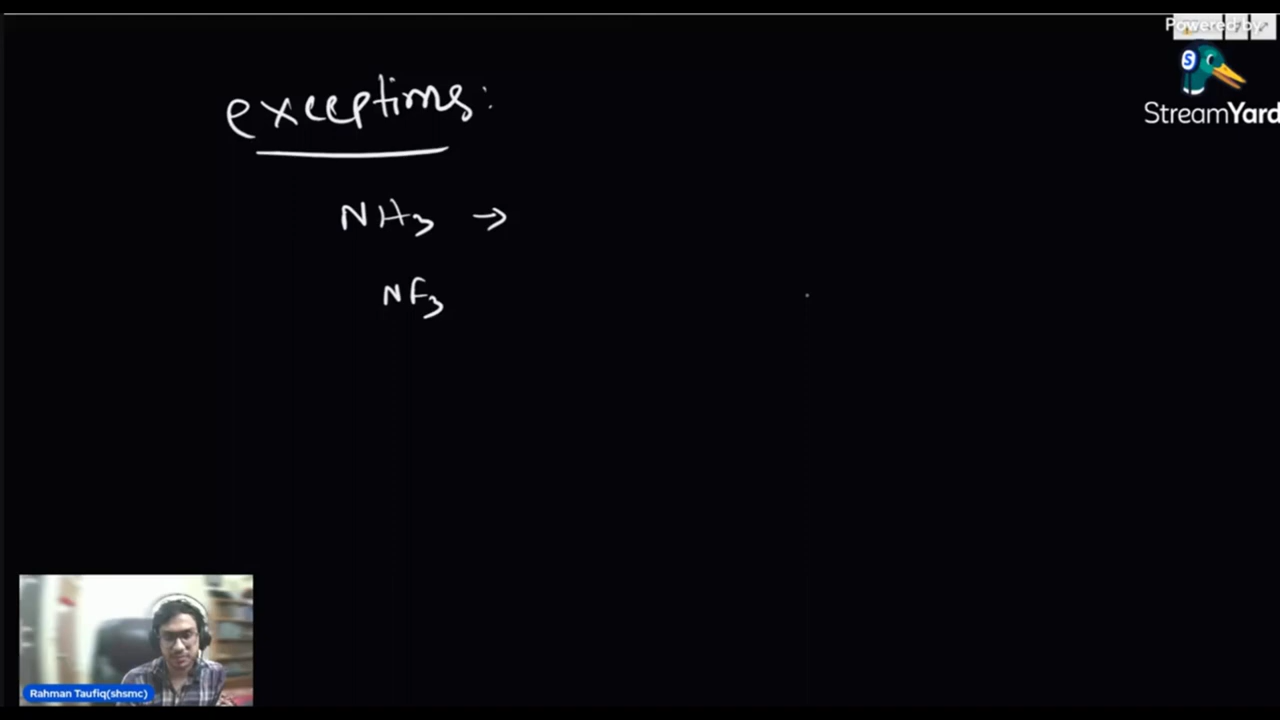 Powered by
StreamYard
exceptions:
NH3 →
NF3
Rahman Taufiq(shsmc)